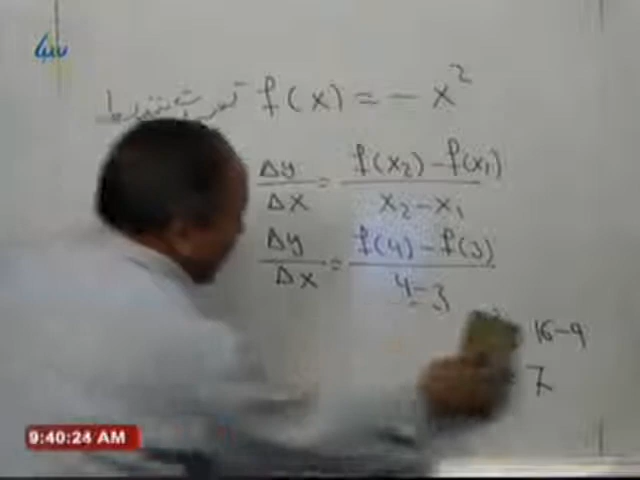 سبا
f(x) = - x²
Δy/Δx = f(x₂) - f(x₁) / x₂ - x₁
Δy/Δx = f(4) - f(3) / 4 - 3
16 - 9
= 7
9:40:24 AM